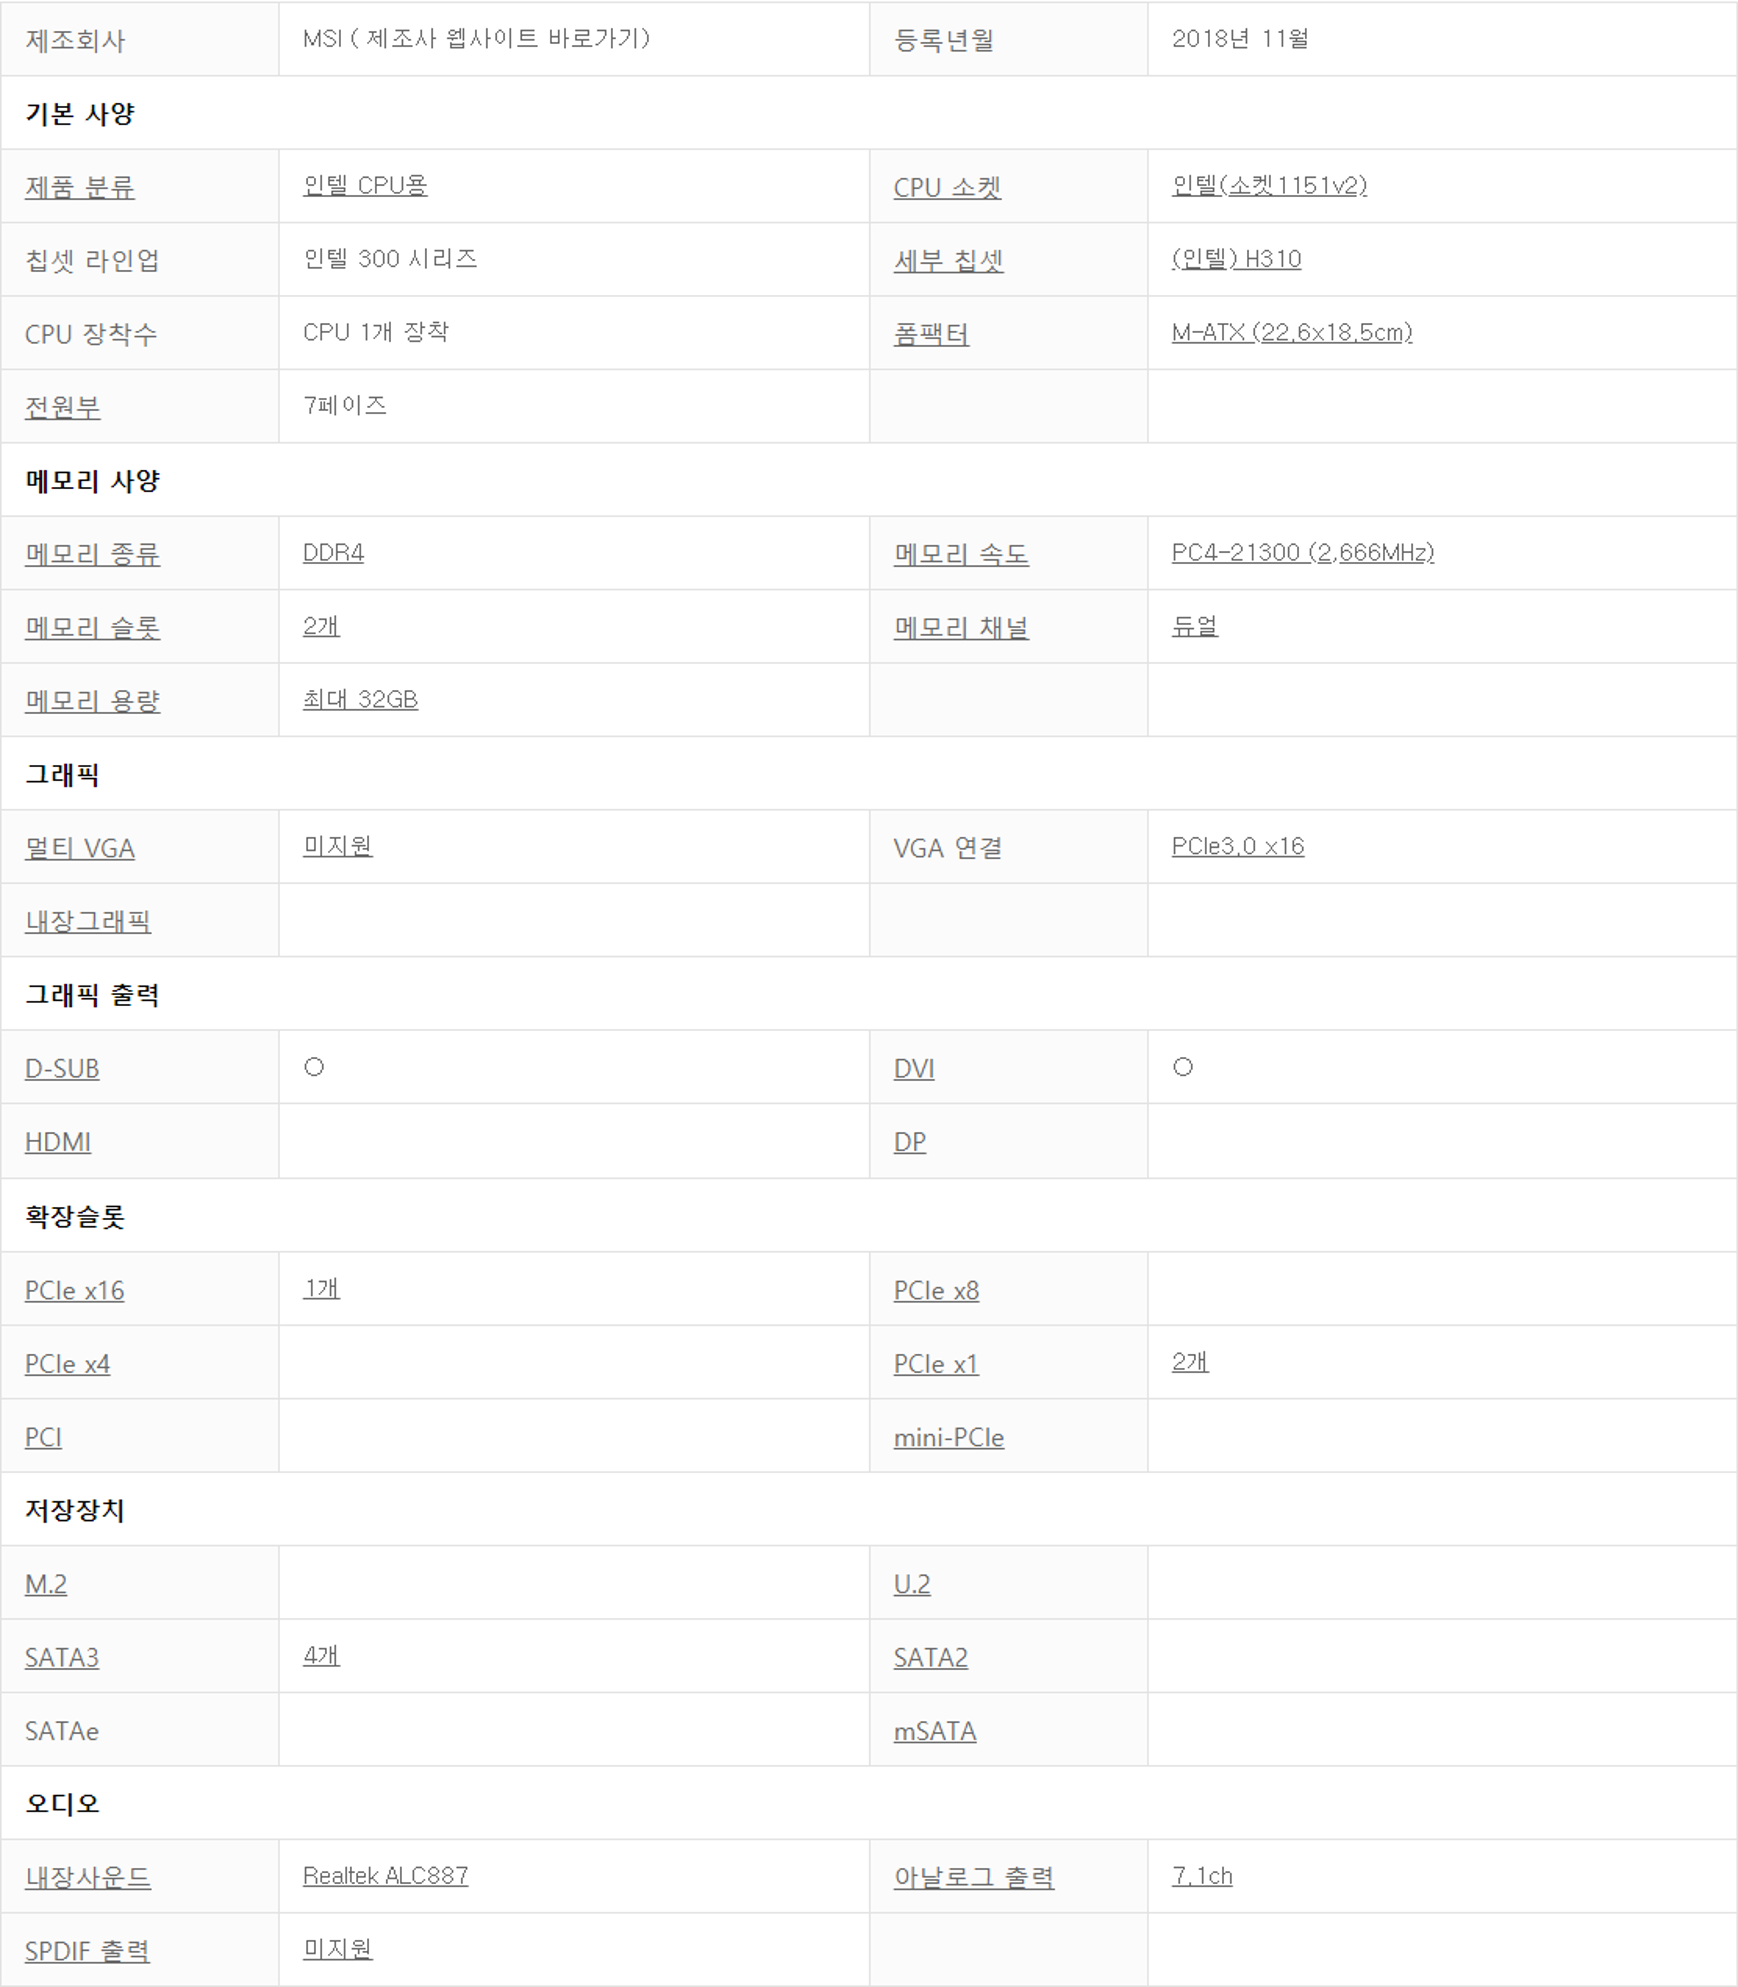 제조회사 MSI ( 제조사 웹사이트 바로가기) 등록년월 2018년 11월
기본 사양
제품 분류 인텔 CPU용 CPU 소켓 인텔(소켓1151v2)
칩셋 라인업 인텔 300 시리즈 세부 칩셋 (인텔) H310
CPU 장착수 CPU 1개 장착 폼팩터 M-ATX (22.6x18.5cm)
전원부 7페이즈
메모리 사양
메모리 종류 DDR4 메모리 속도 PC4-21300 (2,666MHz)
메모리 슬롯 2개 메모리 채널 듀얼
메모리 용량 최대 32GB
그래픽
멀티 VGA 미지원 VGA 연결 PCIe3.0 x16
내장그래픽
그래픽 출력
D-SUB ○ DVI ○
HDMI DP
확장슬롯
PCIe x16 1개 PCIe x8
PCIe x4 PCIe x1 2개
PCI mini-PCIe
저장장치
M.2 U.2
SATA3 4개 SATA2
SATAe mSATA
오디오
내장사운드 Realtek ALC887 아날로그 출력 7.1ch
SPDIF 출력 미지원